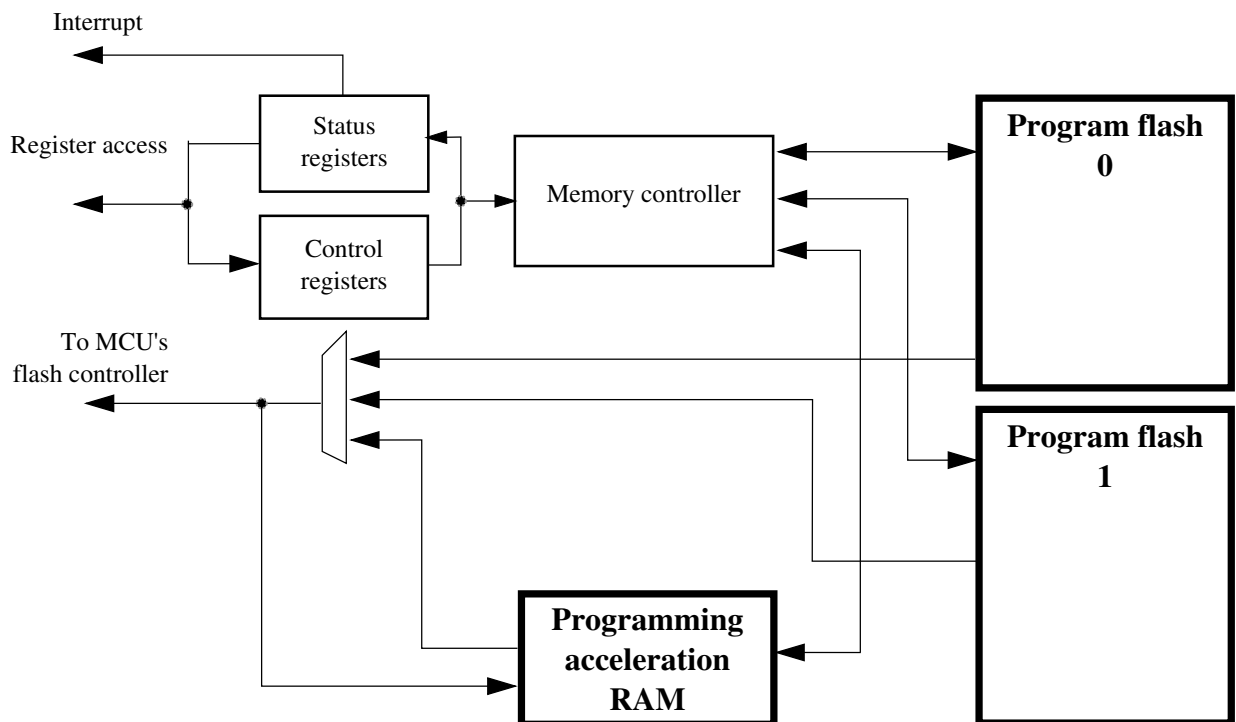 Interrupt
Register access
Status
registers
Control
registers
Memory controller
Program flash
0
To MCU's
flash controller
Program flash
1
Programming
acceleration
RAM